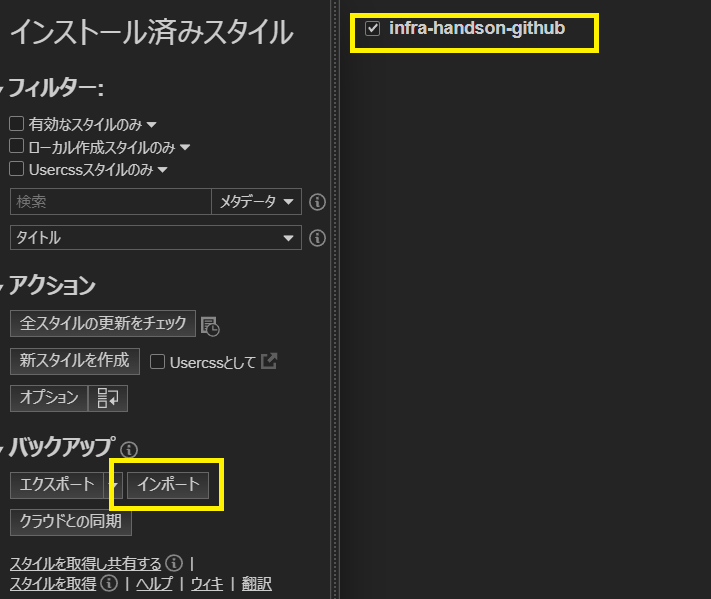 インストール済みスタイル
フィルター:
有効なスタイルのみ
ローカル作成スタイルのみ
Usercssスタイルのみ
検索 メタデータ
タイトル
アクション
全スタイルの更新をチェック
新スタイルを作成 Usercssとして
オプション
バックアップ
エクスポート インポート
クラウドとの同期
スタイルを取得し共有する |
スタイルを取得 | ヘルプ | ウィキ | 翻訳
infra-handson-github